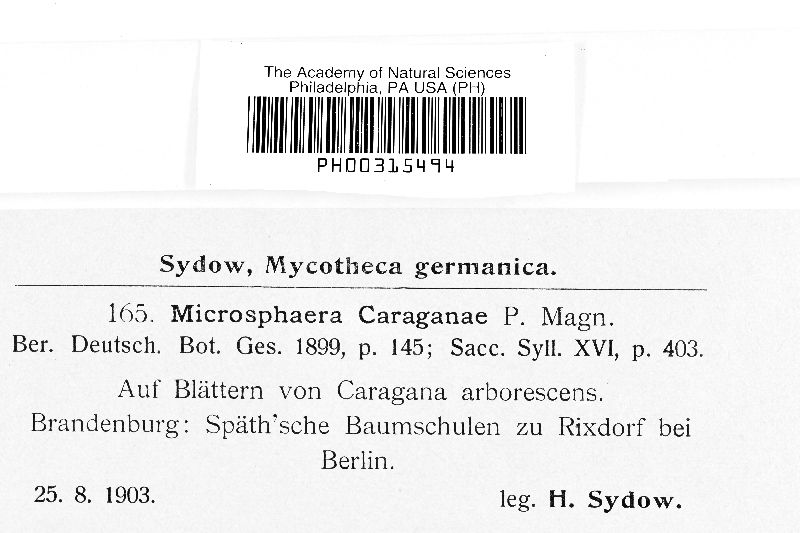 The Academy of Natural Sciences
Philadelphia, PA USA (PH)
PH00315494
Sydow, Mycotheca germanica.
165. Microsphaera Caraganae P. Magn.
Ber. Deutsch. Bot. Ges. 1899, p. 145; Sacc. Syll. XVI, p. 403.
Auf Blättern von Caragana arborescens.
Brandenburg: Späth'sche Baumschulen zu Rixdorf bei
Berlin.
25. 8. 1903. leg. H. Sydow.